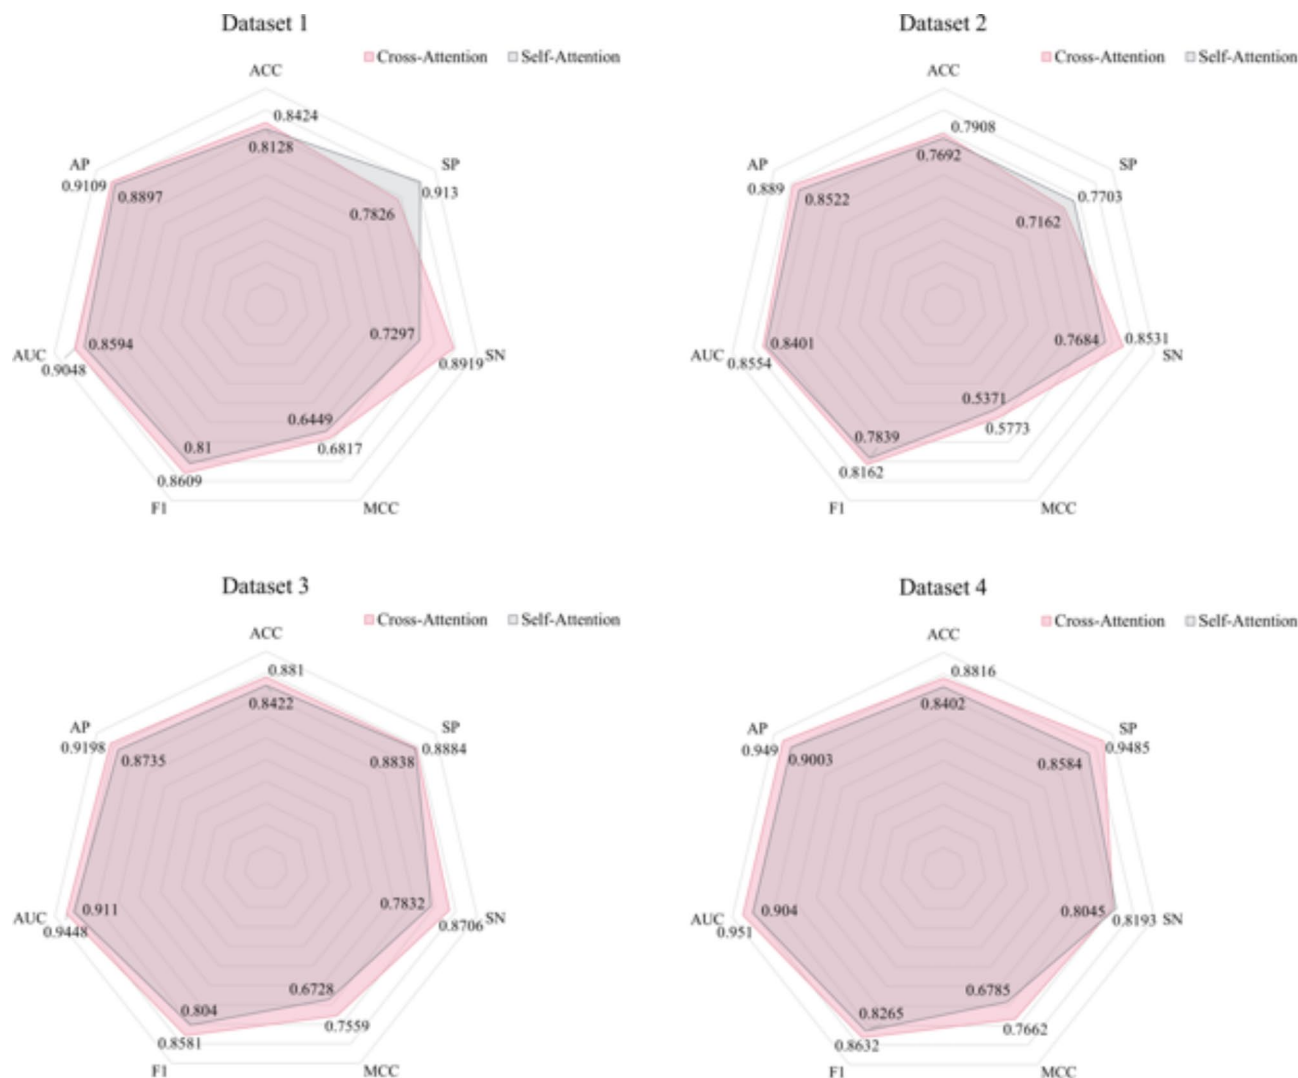 Dataset 1
Cross-Attention Self-Attention
ACC
0.8424
0.8128
AP
SP
0.9109
0.8897
0.913
0.7826
0.7297
AUC
0.8594
SN
0.9048
0.8919
0.6449
0.81
0.6817
0.8609
F1
MCC
Dataset 2
Cross-Attention Self-Attention
ACC
0.7908
0.7692
AP
SP
0.889
0.8522
0.7703
0.7162
0.7684
0.8531
AUC
0.8401
SN
0.8554
0.5371
0.5773
0.7839
0.8162
F1
MCC
Dataset 3
Cross-Attention Self-Attention
ACC
0.881
0.8422
AP
SP
0.9198
0.8735
0.8838
0.8884
0.7832
AUC
0.911
SN
0.9448
0.8706
0.6728
0.804
0.7559
0.8581
F1
MCC
Dataset 4
Cross-Attention Self-Attention
ACC
0.8816
0.8402
AP
SP
0.949
0.9003
0.8584
0.9485
0.8045
0.8193
AUC
0.904
SN
0.951
0.6785
0.8265
0.7662
0.8632
F1
MCC